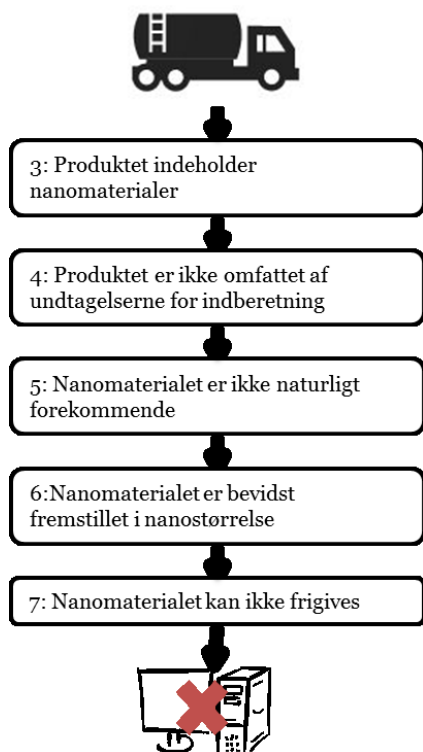 3: Produktet indeholder
nanomaterialer
4: Produktet er ikke omfattet af
undtagelserne for indberetning
5: Nanomaterialet er ikke naturligt
forekommende
6:Nanomaterialet er bevidst
fremstillet i nanostørrelse
7: Nanomaterialet kan ikke frigives